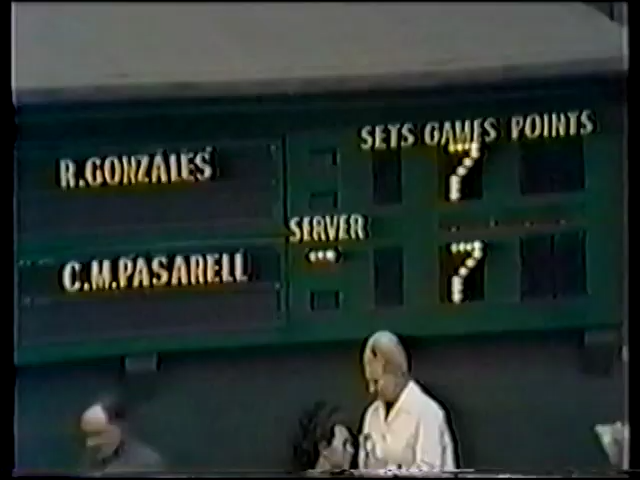 SETS GAMES POINTS
R.GONZALES 7
SERVER
C.M.PASARELL 7